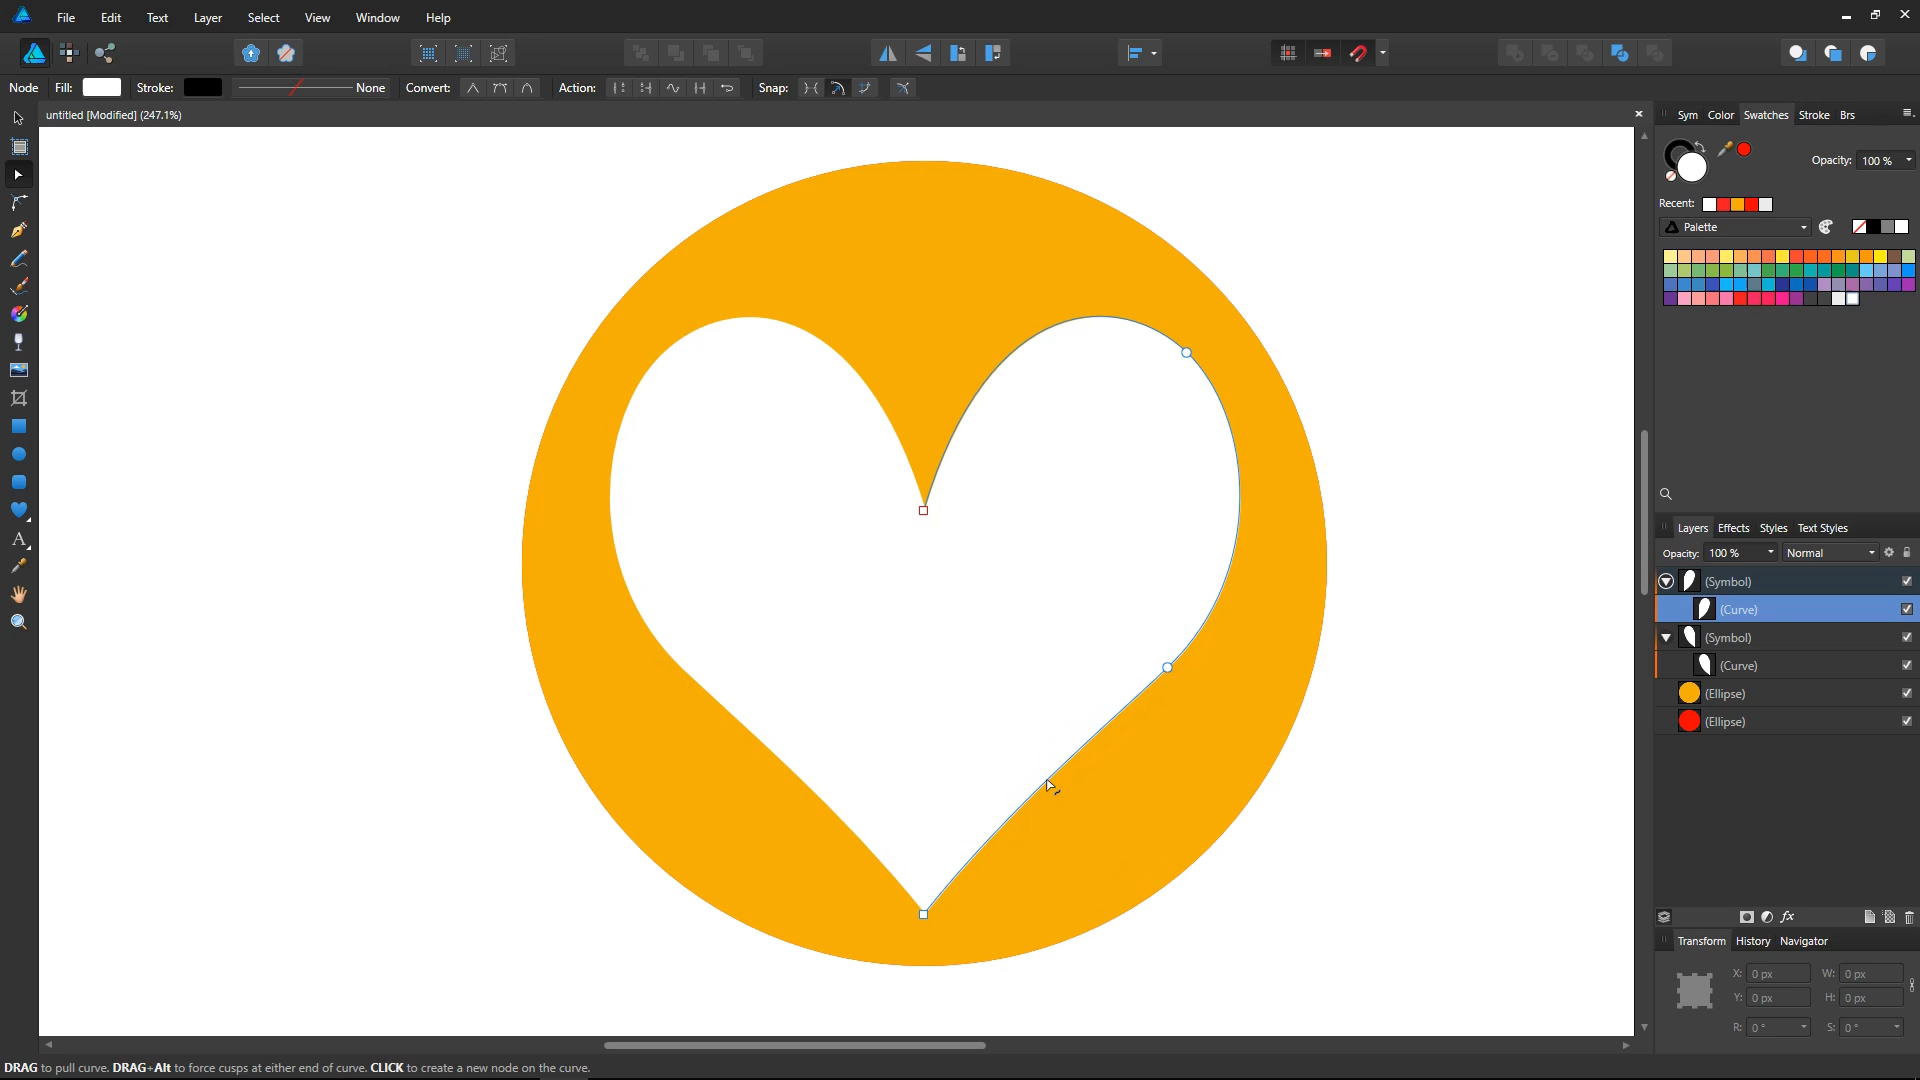 File Edit Text Layer Select View Window Help
Node Fill: Stroke: None Convert: Action: Snap:
untitled [Modified] (247.1%)
Sym Color Swatches Stroke Brs
Opacity: 100 %
Recent:
Palette
Layers Effects Styles Text Styles
Opacity: 100 % Normal
(Symbol)
(Curve)
(Symbol)
(Curve)
(Ellipse)
(Ellipse)
fx
Transform History Navigator
X: 0 px W: 0 px
Y: 0 px H: 0 px
R: 0 ° S: 0 °
DRAG to pull curve. DRAG+Alt to force cusps at either end of curve. CLICK to create a new node on the curve.